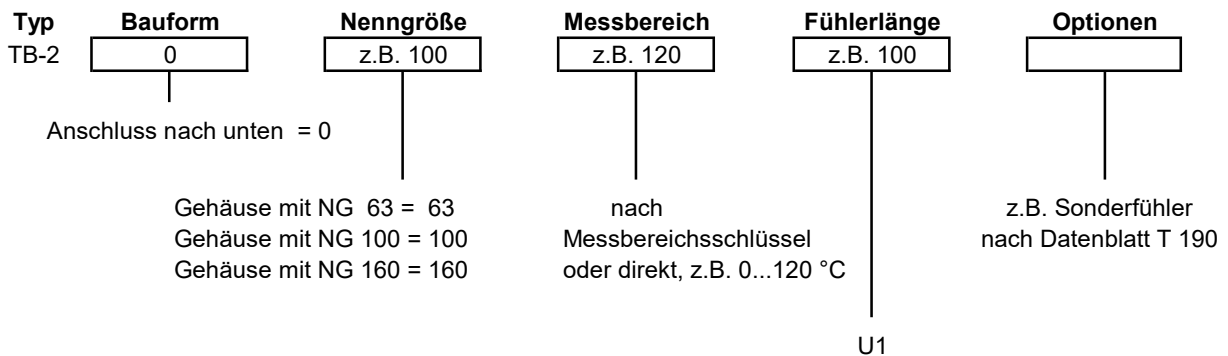 Typ Bauform Nenngröße Messbereich Fühlerlänge Optionen
TB-2 0 z.B. 100 z.B. 120 z.B. 100
Anschluss nach unten = 0
Gehäuse mit NG 63 = 63 nach z.B. Sonderfühler
Gehäuse mit NG 100 = 100 Messbereichsschlüssel nach Datenblatt T 190
Gehäuse mit NG 160 = 160 oder direkt, z.B. 0...120 °C
U1